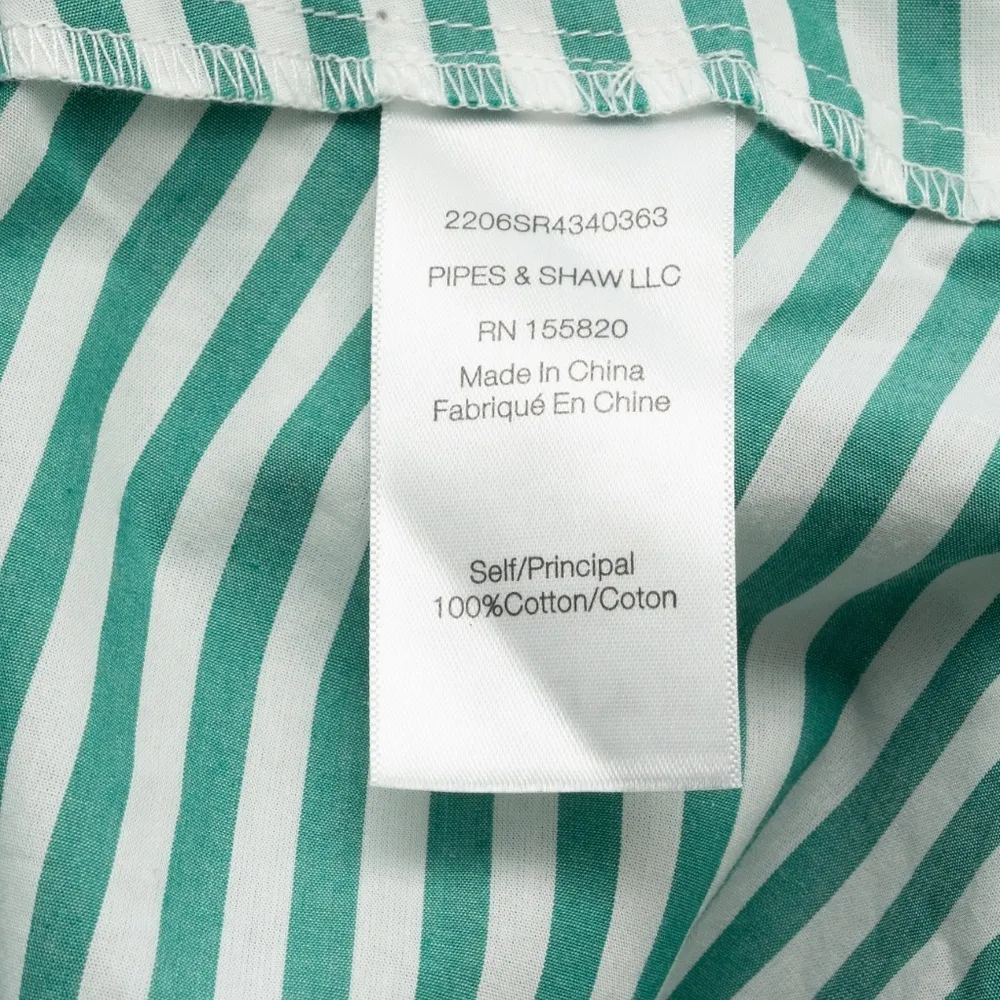 2206SR4340363
PIPES & SHAW LLC
RN 155820
Made In China
Fabriqué En Chine
Self/Principal
100%Cotton/Coton